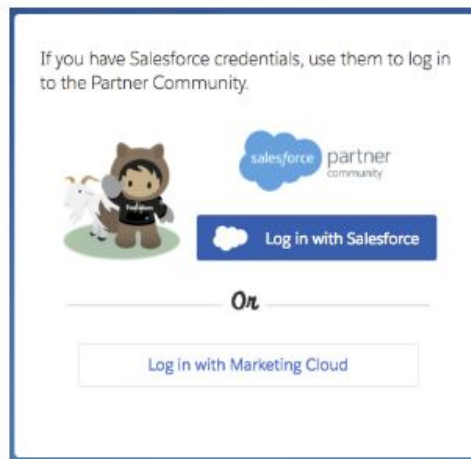 If you have Salesforce credentials, use them to log in
to the Partner Community.
salesforce partner
community
Log in with Salesforce
Or
Log in with Marketing Cloud